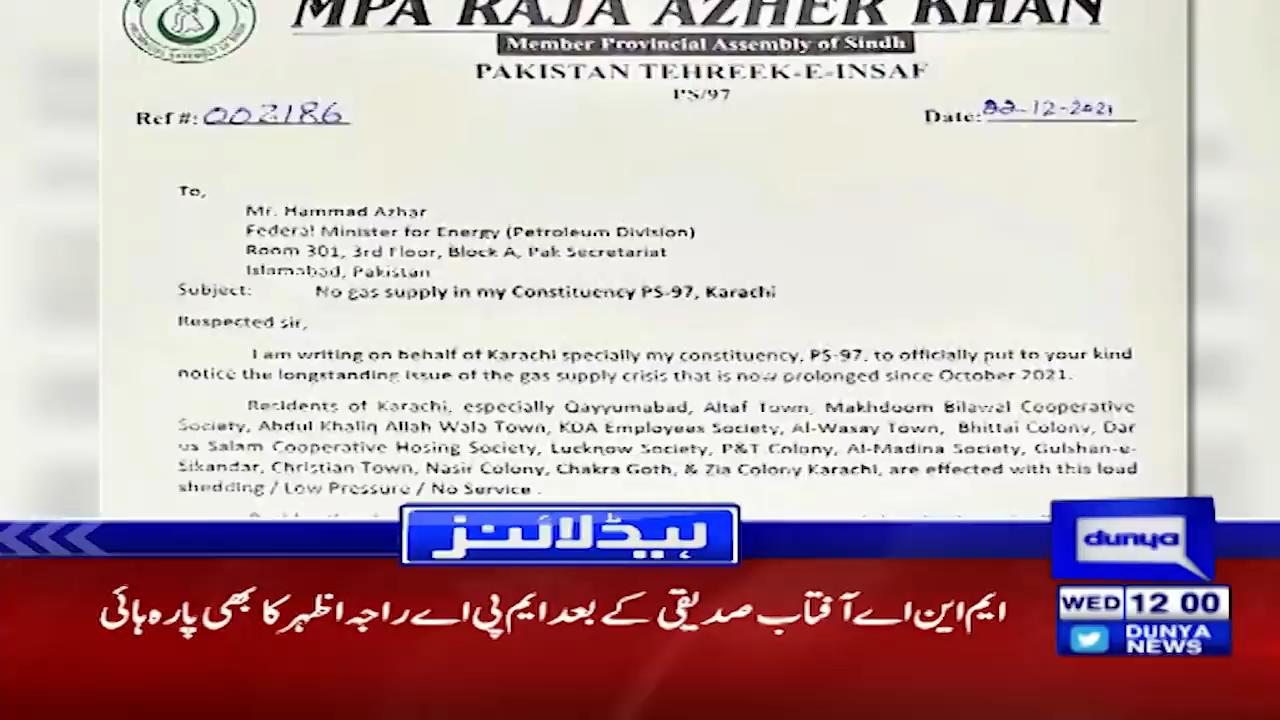 MPA RAJA AZHER KHAN
Member Provincial Assembly of Sindh
PAKISTAN TEHREEK-E-INSAF
PS/97
Ref #: 002186
Date: 22-12-2021
To,
Mr. Hammad Azhar
Federal Minister for Energy (Petroleum Division)
Room 301, 3rd Floor, Block A, Pak Secretariat
Islamabad, Pakistan
Subject: No gas supply in my Constituency PS-97, Karachi
Respected sir,
I am writing on behalf of Karachi specially my constituency, PS-97, to officially put to your kind
notice the longstanding issue of the gas supply crisis that is now prolonged since October 2021.
Residents of Karachi, especially Qayyumabad, Altaf Town, Makhdoom Bilawal Cooperative
Society, Abdul Khaliq Allah Wala Town, KDA Employees Society, Al-Wasay Town, Bhittai Colony, Dar
us Salam Cooperative Hosing Society, Lucknow Society, P&T Colony, Al-Madina Society, Gulshan-e-
Sikandar, Christian Town, Nasir Colony, Chakra Goth, & Zia Colony Karachi, are effected with this load
shedding / Low Pressure / No Service .
ہیڈلائنز
dunya
ایم این اے آفتاب صدیقی کے بعد ایم پی اے راجہ اظہر کا بھی پارہ ہائی
WED 12 00
DUNYA
NEWS